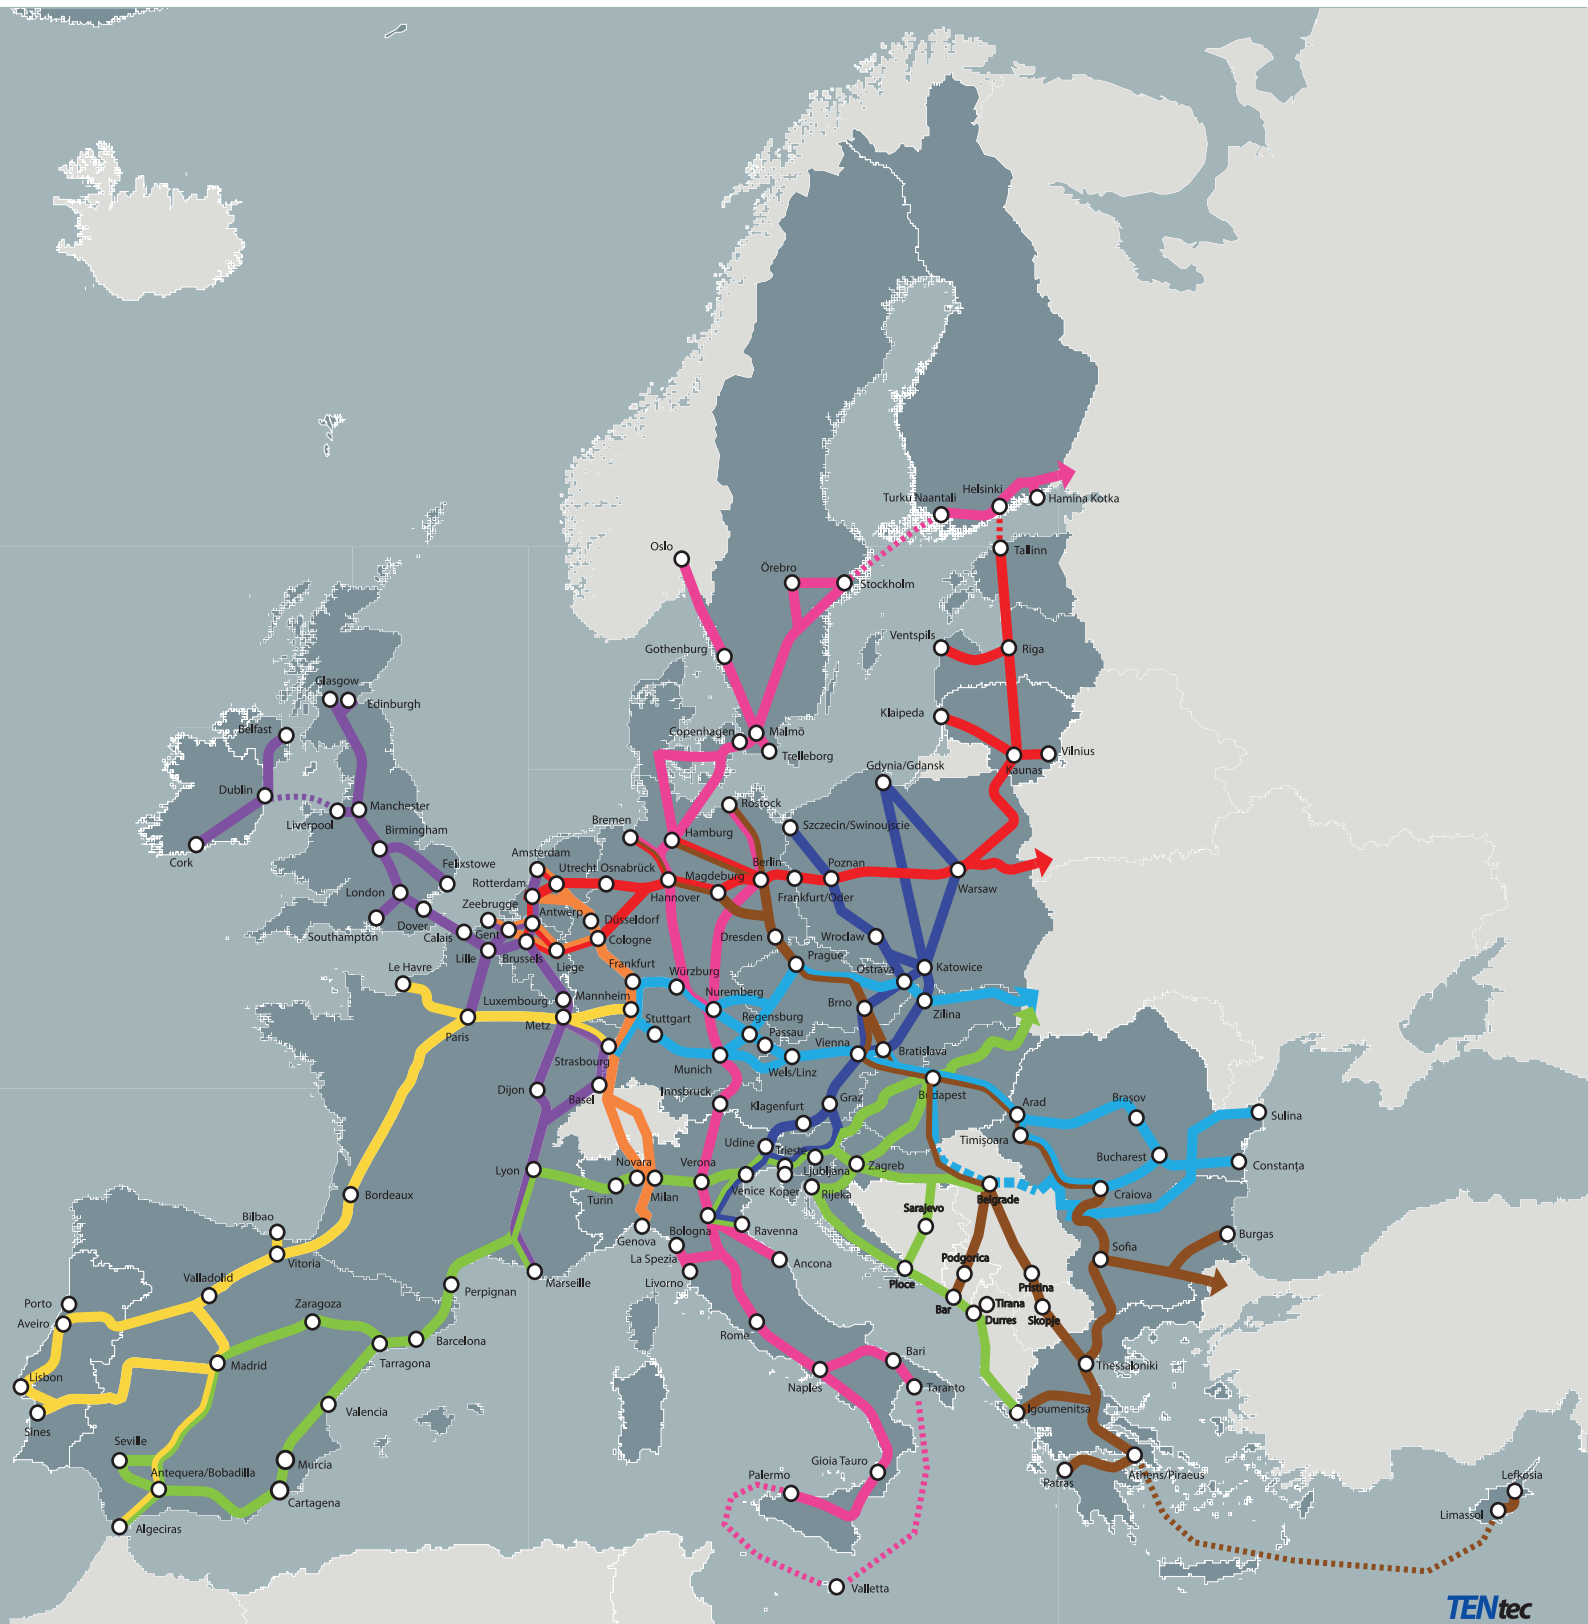 Helsinki
Turku Naantali
Hamina Kotka
Oslo
Tallinn
Örebro
Stockholm
Ventspils
Riga
Gothenburg
Glasgow
Edinburgh
Klaipeda
Belfast
Copenhagen
Malmö
Trelleborg
Vilnius
Kaunas
Gdynia/Gdansk
Dublin
Manchester
Liverpool
Rostock
Bremen
Szczecin/Swinoujscie
Birmingham
Hamburg
Cork
Felixstowe
Amsterdam
Utrecht
Osnabrück
Berlin
Poznan
London
Rotterdam
Magdeburg
Warsaw
Hannover
Frankfurt/Oder
Zeebrugge
Antwerp
Düsseldorf
Dover
Southampton
Calais
Gent
Cologne
Dresden
Wroclaw
Lille
Brussels
Liege
Prague
Le Havre
Frankfurt
Würzburg
Ostrava
Katowice
Luxembourg
Mannheim
Nuremberg
Brno
Zilina
Paris
Metz
Stuttgart
Regensburg
Passau
Strasbourg
Vienna
Bratislava
Munich
Wels/Linz
Dijon
Basel
Innsbruck
Klagenfurt
Graz
Budapest
Arad
Braşov
Sulina
Timişoara
Udine
Trieste
Bucharest
Lyon
Novara
Verona
Ljubljana
Zagreb
Constanţa
Turin
Milan
Venice
Koper
Rijeka
Belgrade
Craiova
Bordeaux
Sarajevo
Bilbao
Genova
Bologna
Ravenna
Burgas
Vitoria
La Spezia
Sofia
Podgorica
Valladolid
Marseille
Livorno
Ancona
Ploce
Pristina
Perpignan
Porto
Zaragoza
Bar
Tirana
Durres
Skopje
Aveiro
Rome
Barcelona
Madrid
Tarragona
Bari
Thessaloniki
Lisbon
Naples
Taranto
Sines
Valencia
Igoumenitsa
Seville
Murcia
Gioia Tauro
Antequera/Bobadilla
Palermo
Patras
Athens/Piraeus
Lefkosia
Cartagena
Limassol
Algeciras
Valletta
TENtec